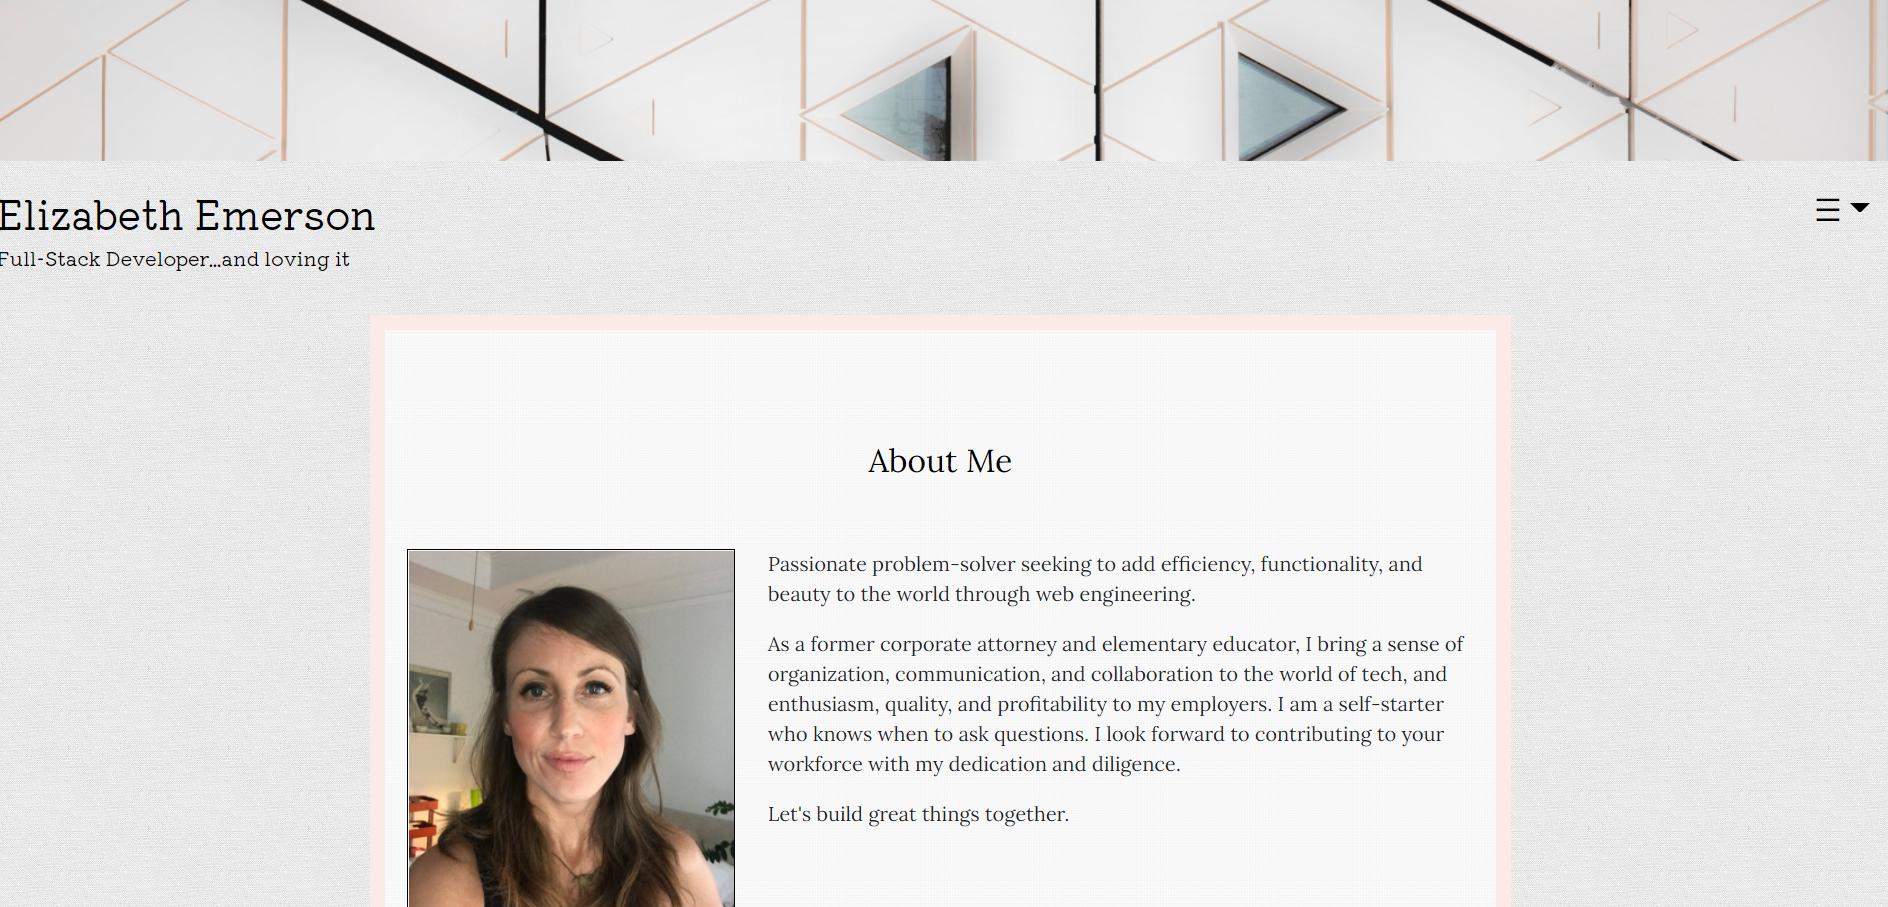 Elizabeth Emerson
Full-Stack Developer...and loving it
About Me
Passionate problem-solver seeking to add efficiency, functionality, and
beauty to the world through web engineering.
As a former corporate attorney and elementary educator, I bring a sense of
organization, communication, and collaboration to the world of tech, and
enthusiasm, quality, and profitability to my employers. I am a self-starter
who knows when to ask questions. I look forward to contributing to your
workforce with my dedication and diligence.
Let's build great things together.